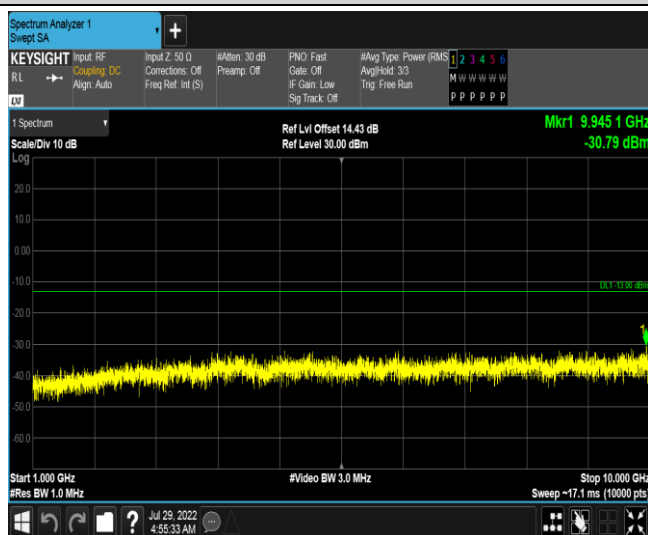 Spectrum Analyzer 1
Swept SA
+
KEYSIGHT
RL
LXI
Input: RF
Coupling: DC
Align: Auto
Input Z: 50 Ω
Corrections: Off
Freq Ref: Int (S)
#Atten: 30 dB
Preamp: Off
PNO: Fast
Gate: Off
IF Gain: Low
Sig Track: Off
#Avg Type: Power (RMS
Avg|Hold: 3/3
Trig: Free Run
1 2 3 4 5 6
M W W W W W
P P P P P P
1 Spectrum
Scale/Div 10 dB
Log
Ref Lvl Offset 14.43 dB
Ref Level 30.00 dBm
Mkr1 9.945 1 GHz
-30.79 dBm
20.0
10.0
0.00
-10.0
DL1 -13.00 dBm
-20.0
1
-30.0
-40.0
-50.0
-60.0
Start 1.000 GHz
#Video BW 3.0 MHz
Stop 10.000 GHz
#Res BW 1.0 MHz
Sweep ~17.1 ms (10000 pts)
?
Jul 29, 2022
4:55:33 AM